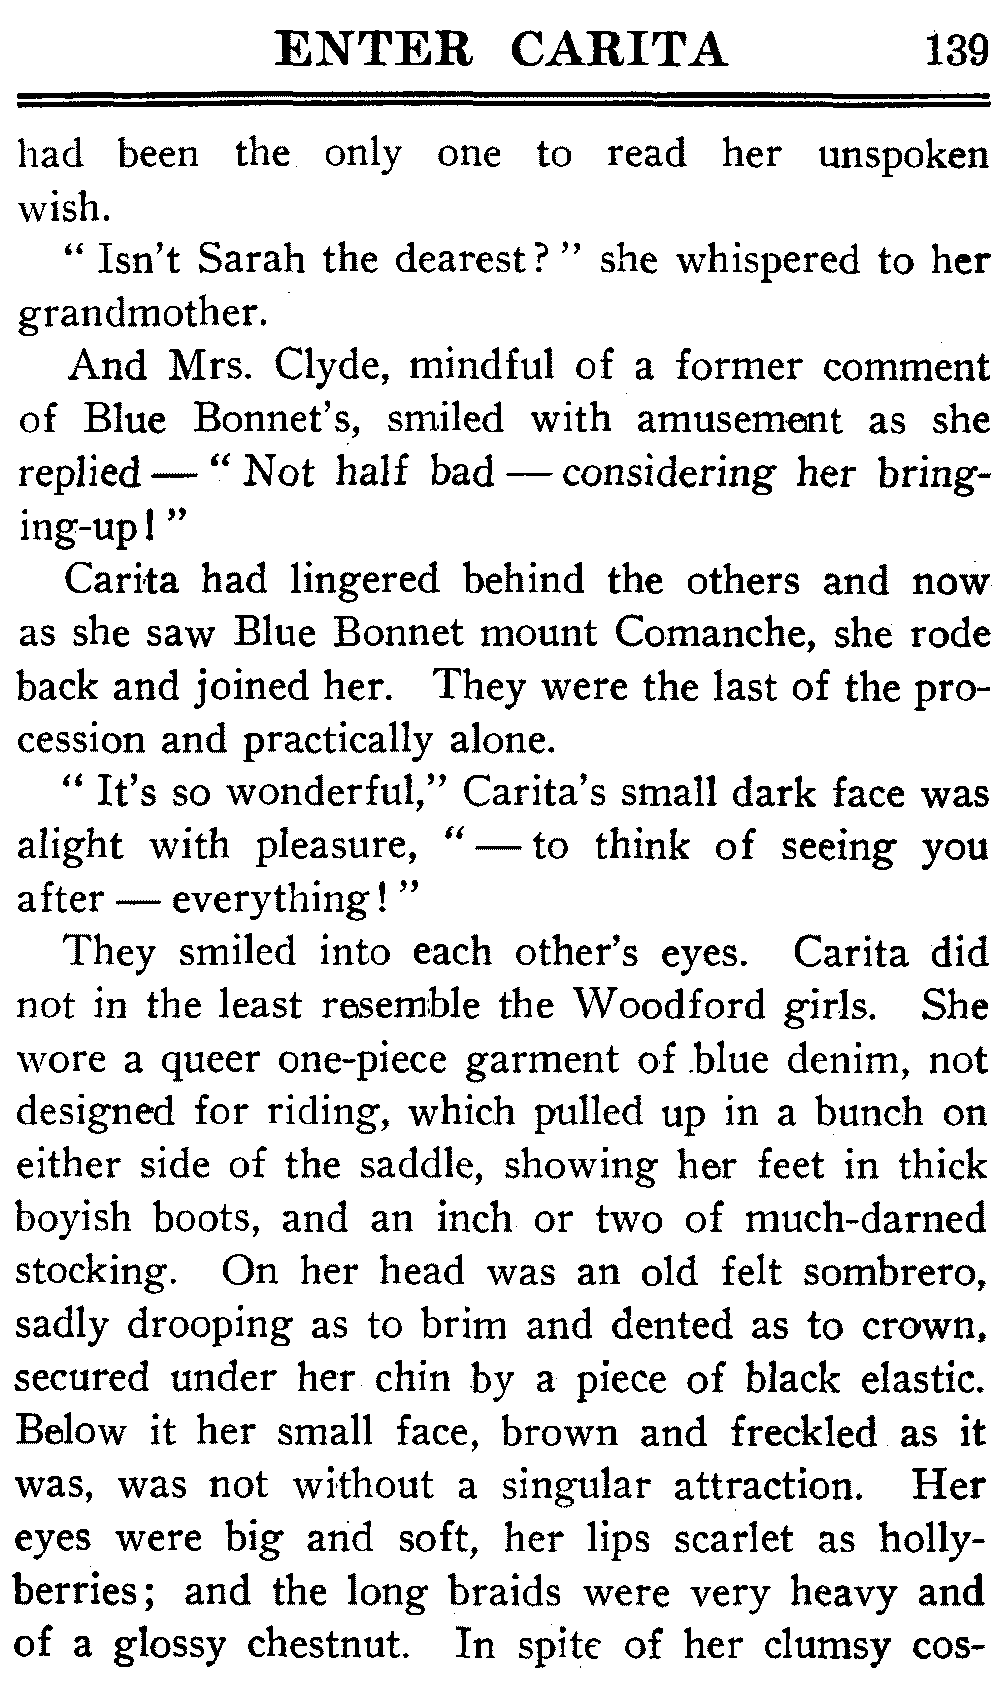 ENTER CARITA 139
had been the only one to read her unspoken
wish.
" Isn't Sarah the dearest? " she whispered to her
grandmother.
And Mrs. Clyde, mindful of a former comment
of Blue Bonnet's, smiled with amusement as she
replied — " Not half bad — considering her bring-
ing-up! "
Carita had lingered behind the others and now
as she saw Blue Bonnet mount Comanche, she rode
back and joined her. They were the last of the pro-
cession and practically alone.
" It's so wonderful," Carita's small dark face was
alight with pleasure, " — to think of seeing you
after — everything! "
They smiled into each other's eyes. Carita did
not in the least resemble the Woodford girls. She
wore a queer one-piece garment of blue denim, not
designed for riding, which pulled up in a bunch on
either side of the saddle, showing her feet in thick
boyish boots, and an inch or two of much-darned
stocking. On her head was an old felt sombrero,
sadly drooping as to brim and dented as to crown,
secured under her chin by a piece of black elastic.
Below it her small face, brown and freckled as it
was, was not without a singular attraction. Her
eyes were big and soft, her lips scarlet as holly-
berries; and the long braids were very heavy and
of a glossy chestnut. In spite of her clumsy cos-